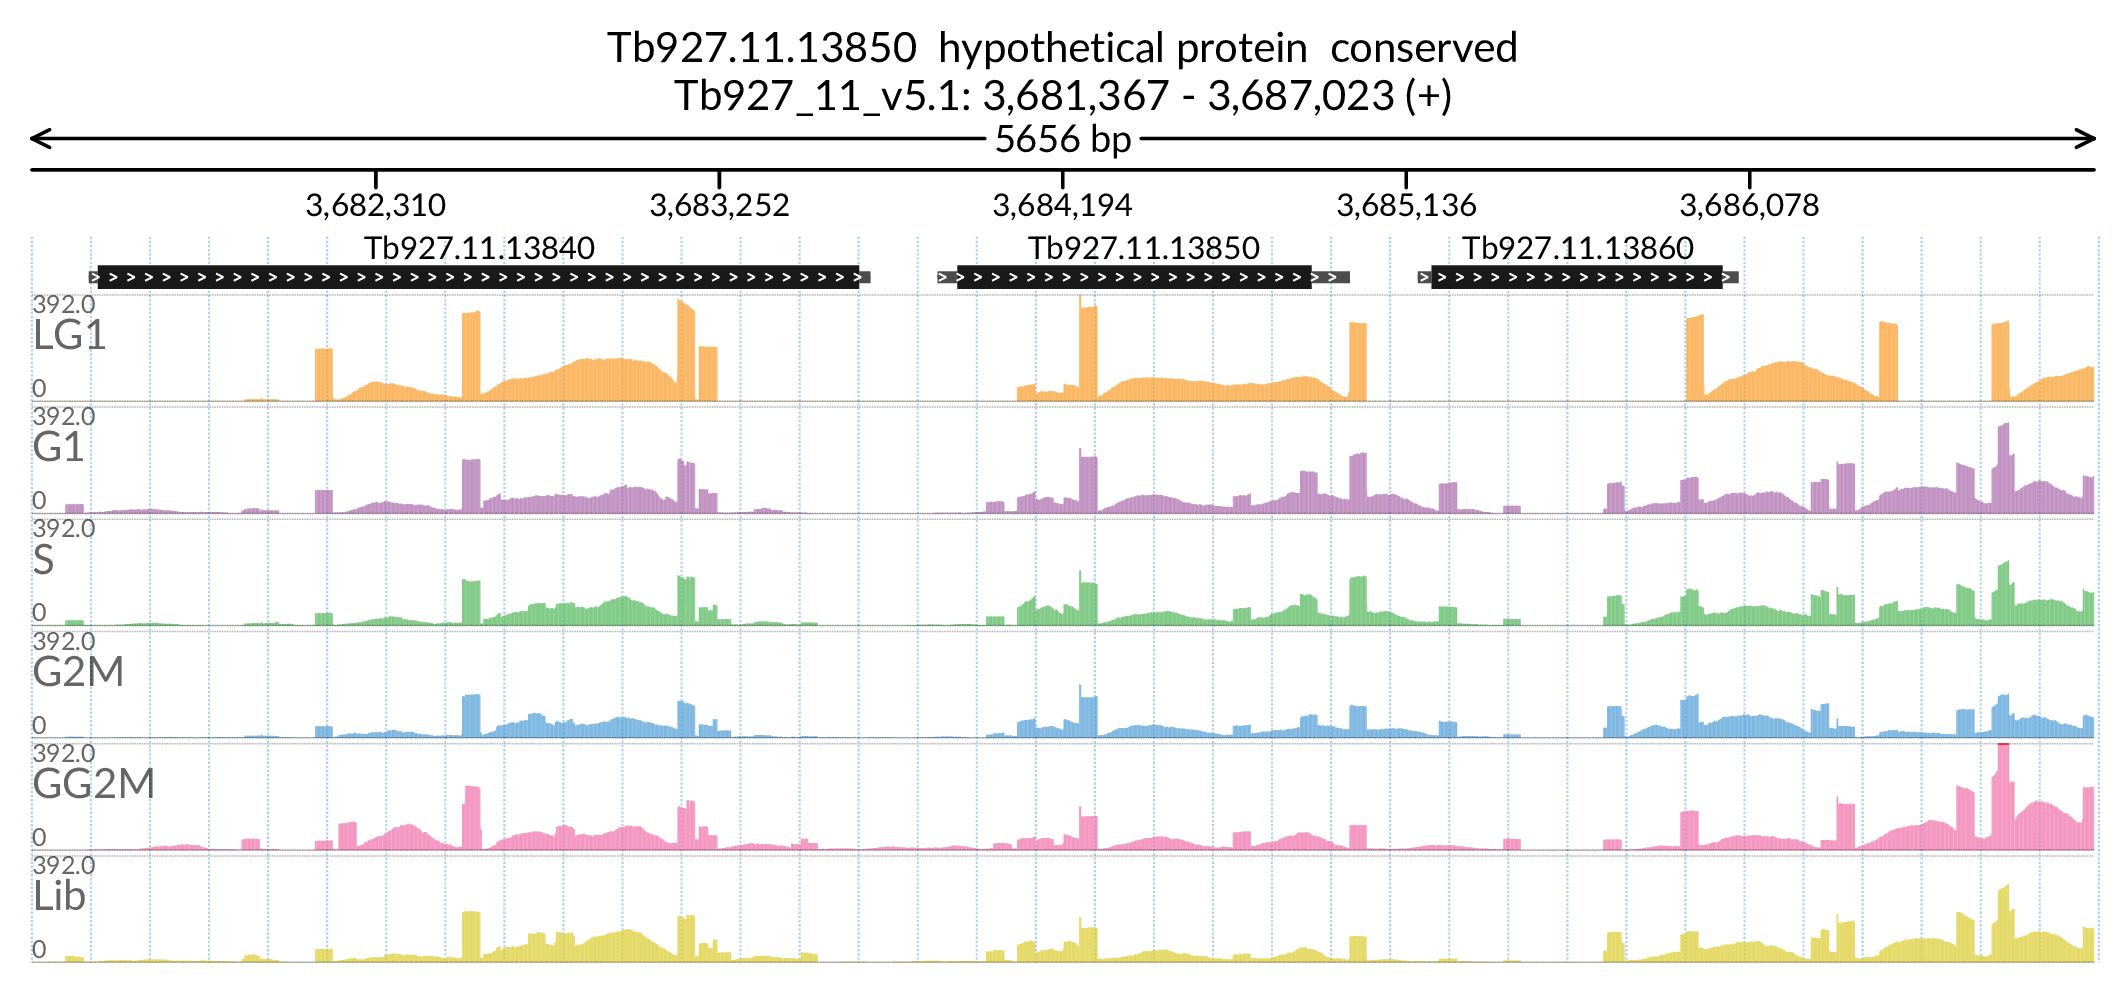 Tb927.11.13850 hypothetical protein conserved
Tb927_11_v5.1: 3,681,367 - 3,687,023 (+)
5656 bp
3,682,310 3,683,252 3,684,194 3,685,136 3,686,078
Tb927.11.13840 Tb927.11.13850 Tb927.11.13860
392.0
LG1
0
392.0
G1
0
392.0
S
0
392.0
G2M
0
392.0
GG2M
0
392.0
Lib
0